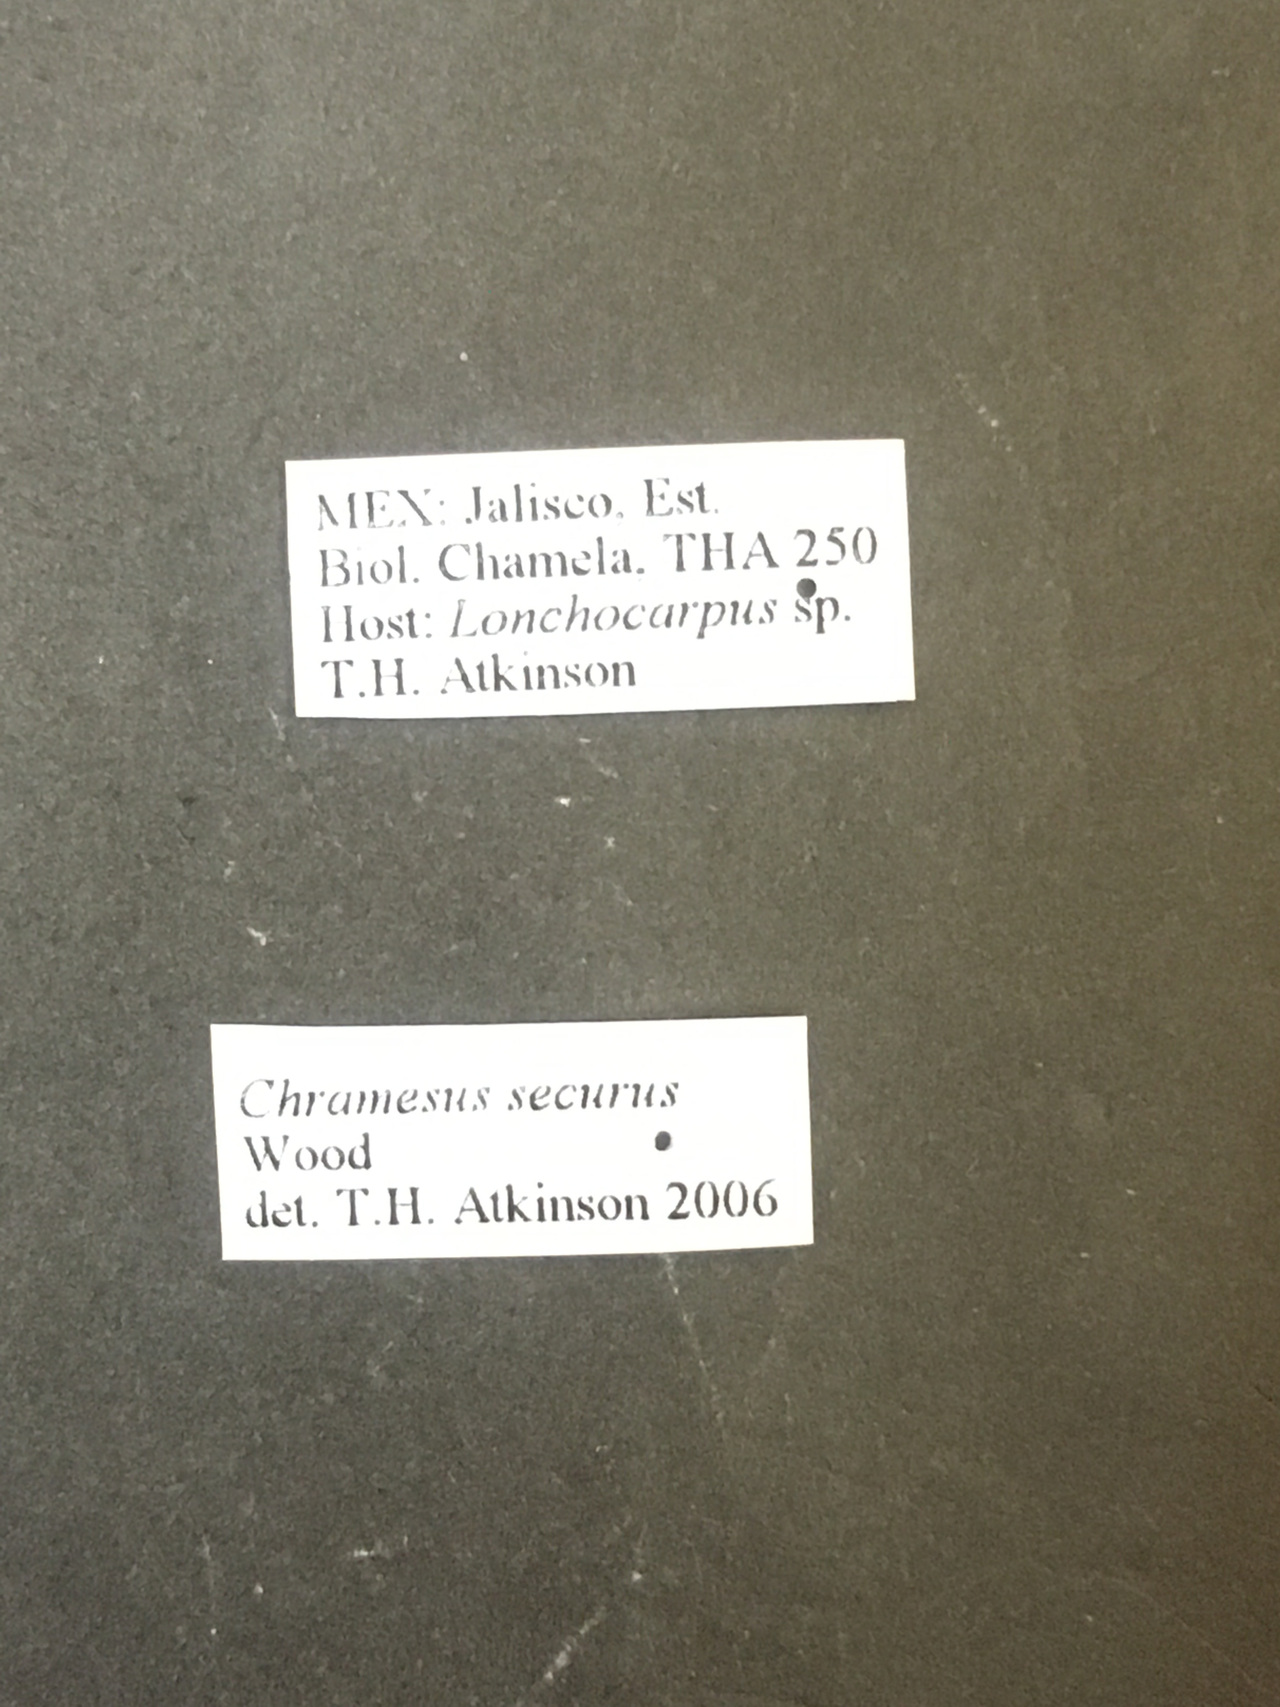 MEX: Jalisco, Est.
Biol. Chamela. THA 250
Host: Lonchocarpus sp.
T.H. Atkinson
Chramesus securus
Wood
det. T.H. Atkinson 2006